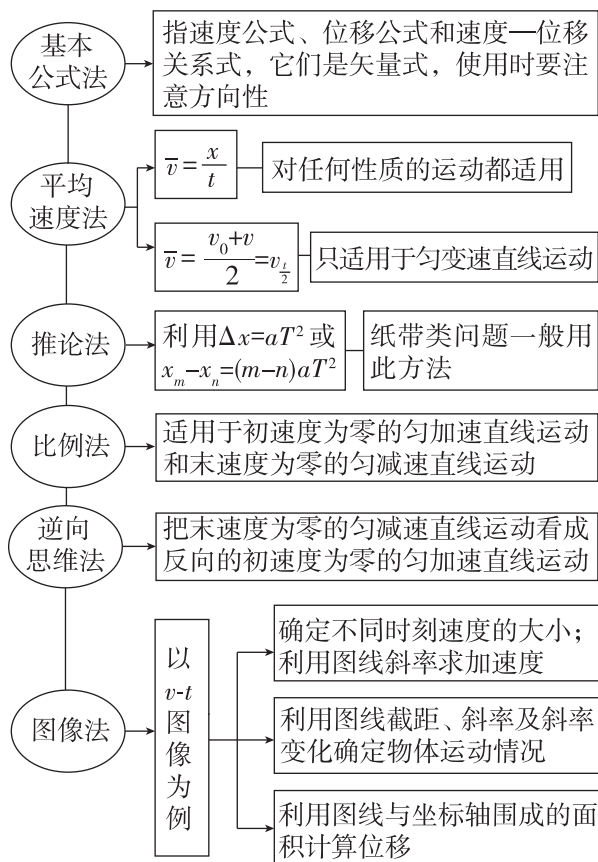 基本
公式法
指速度公式、位移公式和速度—位移
关系式，它们是矢量式，使用时要注
意方向性
平均
速度法
v̄=x/t
对任何性质的运动都适用
v̄=(v₀+v)/2=v_{t/2}
只适用于匀变速直线运动
推论法
利用Δx=aT²或
xₘ−xₙ=(m−n)aT²
纸带类问题一般用
此方法
比例法
适用于初速度为零的匀加速直线运动
和末速度为零的匀减速直线运动
逆向
思维法
把末速度为零的匀减速直线运动看成
反向的初速度为零的匀加速直线运动
图像法
以
v-t
图
像
为
例
确定不同时刻速度的大小；
利用图线斜率求加速度
利用图线截距、斜率及斜率
变化确定物体运动情况
利用图线与坐标轴围成的面
积计算位移